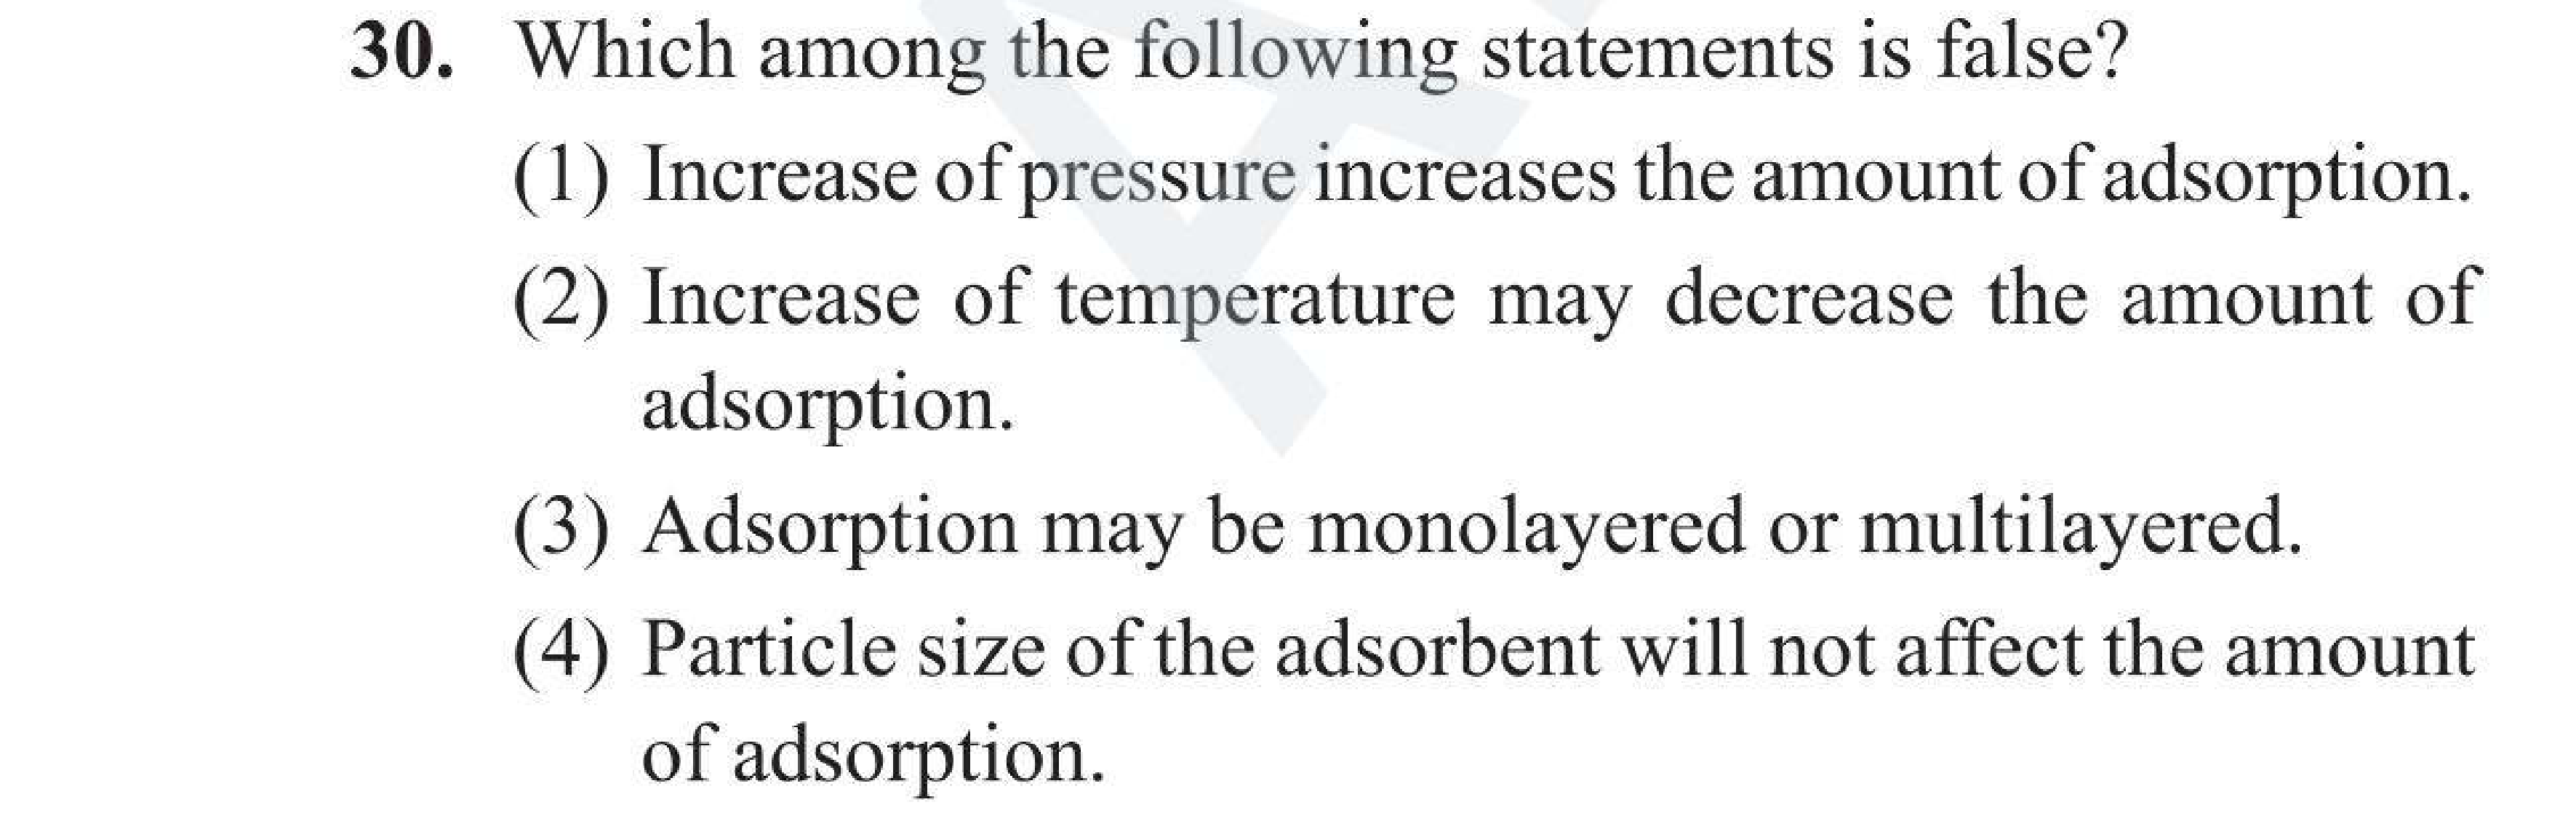 30. Which among the following statements is false?
(1) Increase of pressure increases the amount of adsorption.
(2) Increase of temperature may decrease the amount of
adsorption.
(3) Adsorption may be monolayered or multilayered.
(4) Particle size of the adsorbent will not affect the amount
of adsorption.